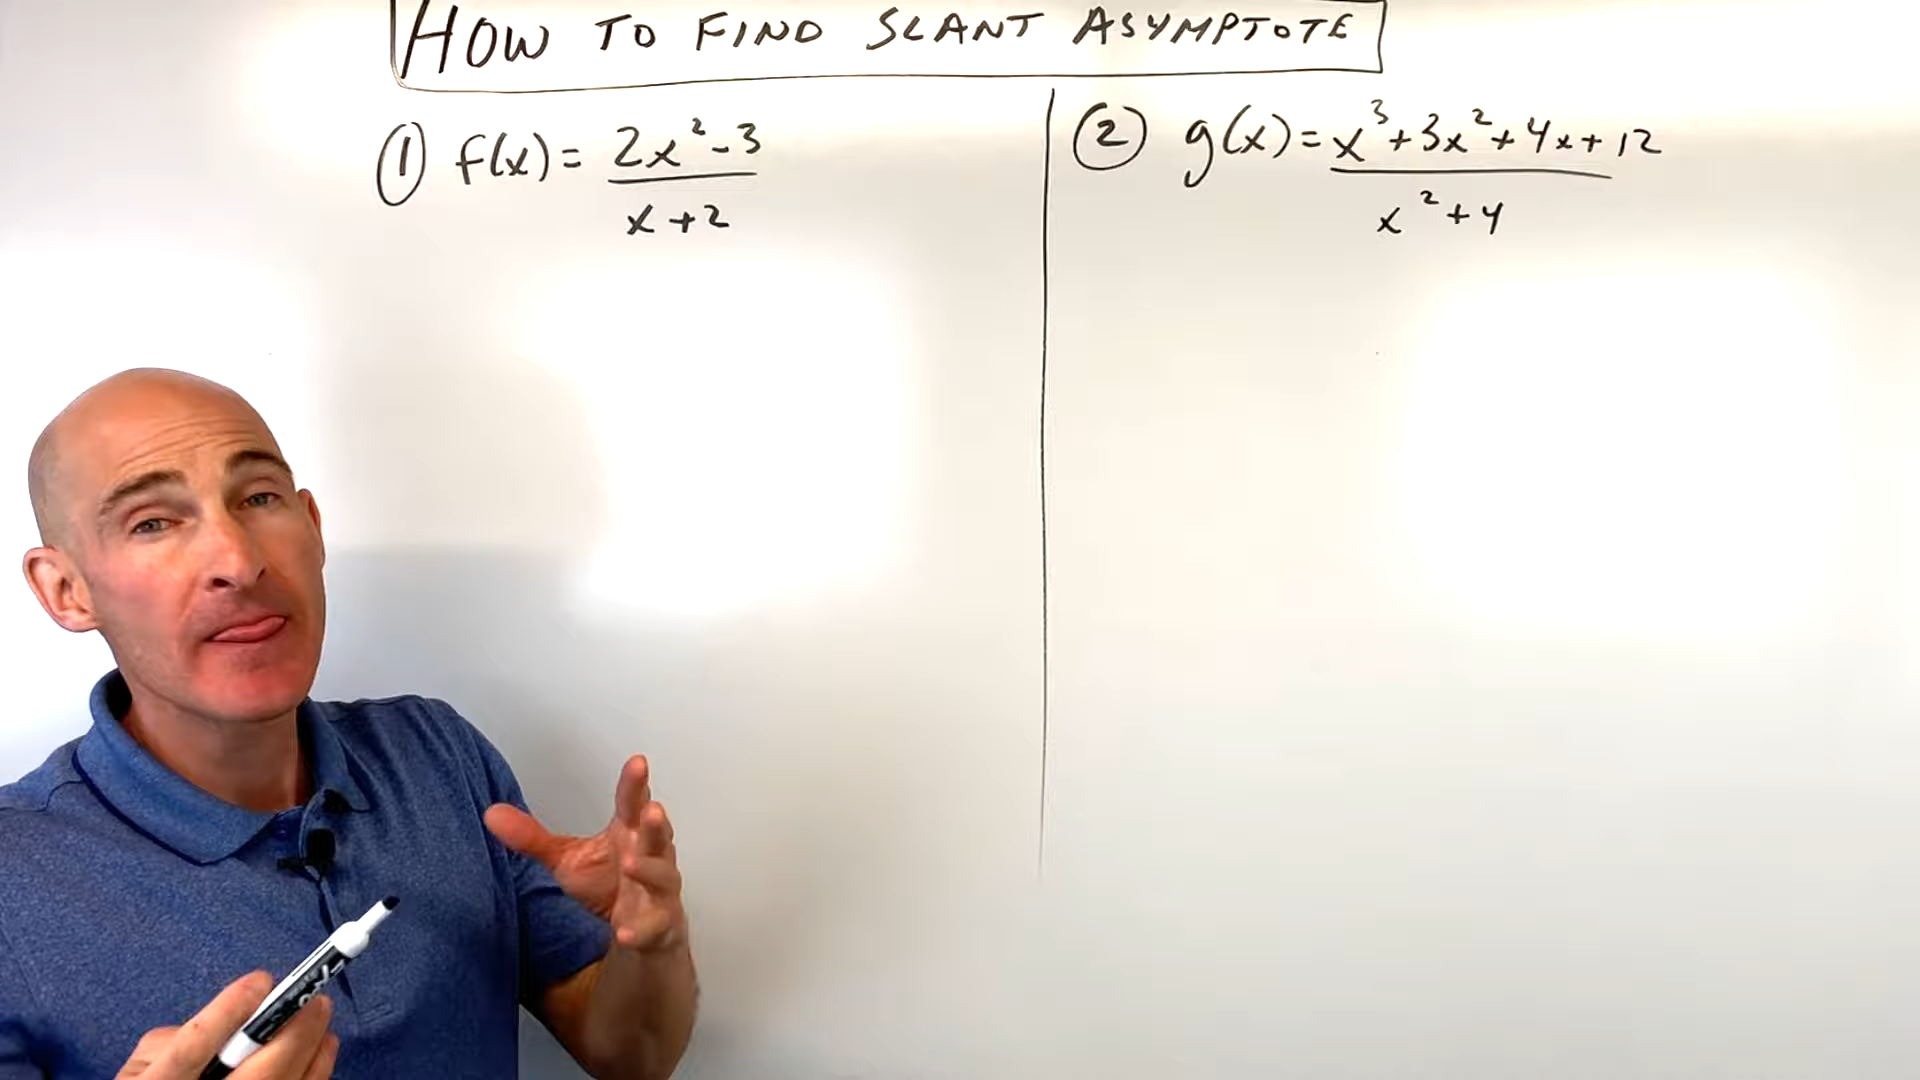 HOW TO FIND SLANT ASYMPTOTE
① f(x) = 2x² - 3
x + 2
② g(x) = x³ + 3x² + 4x + 12
x² + 4